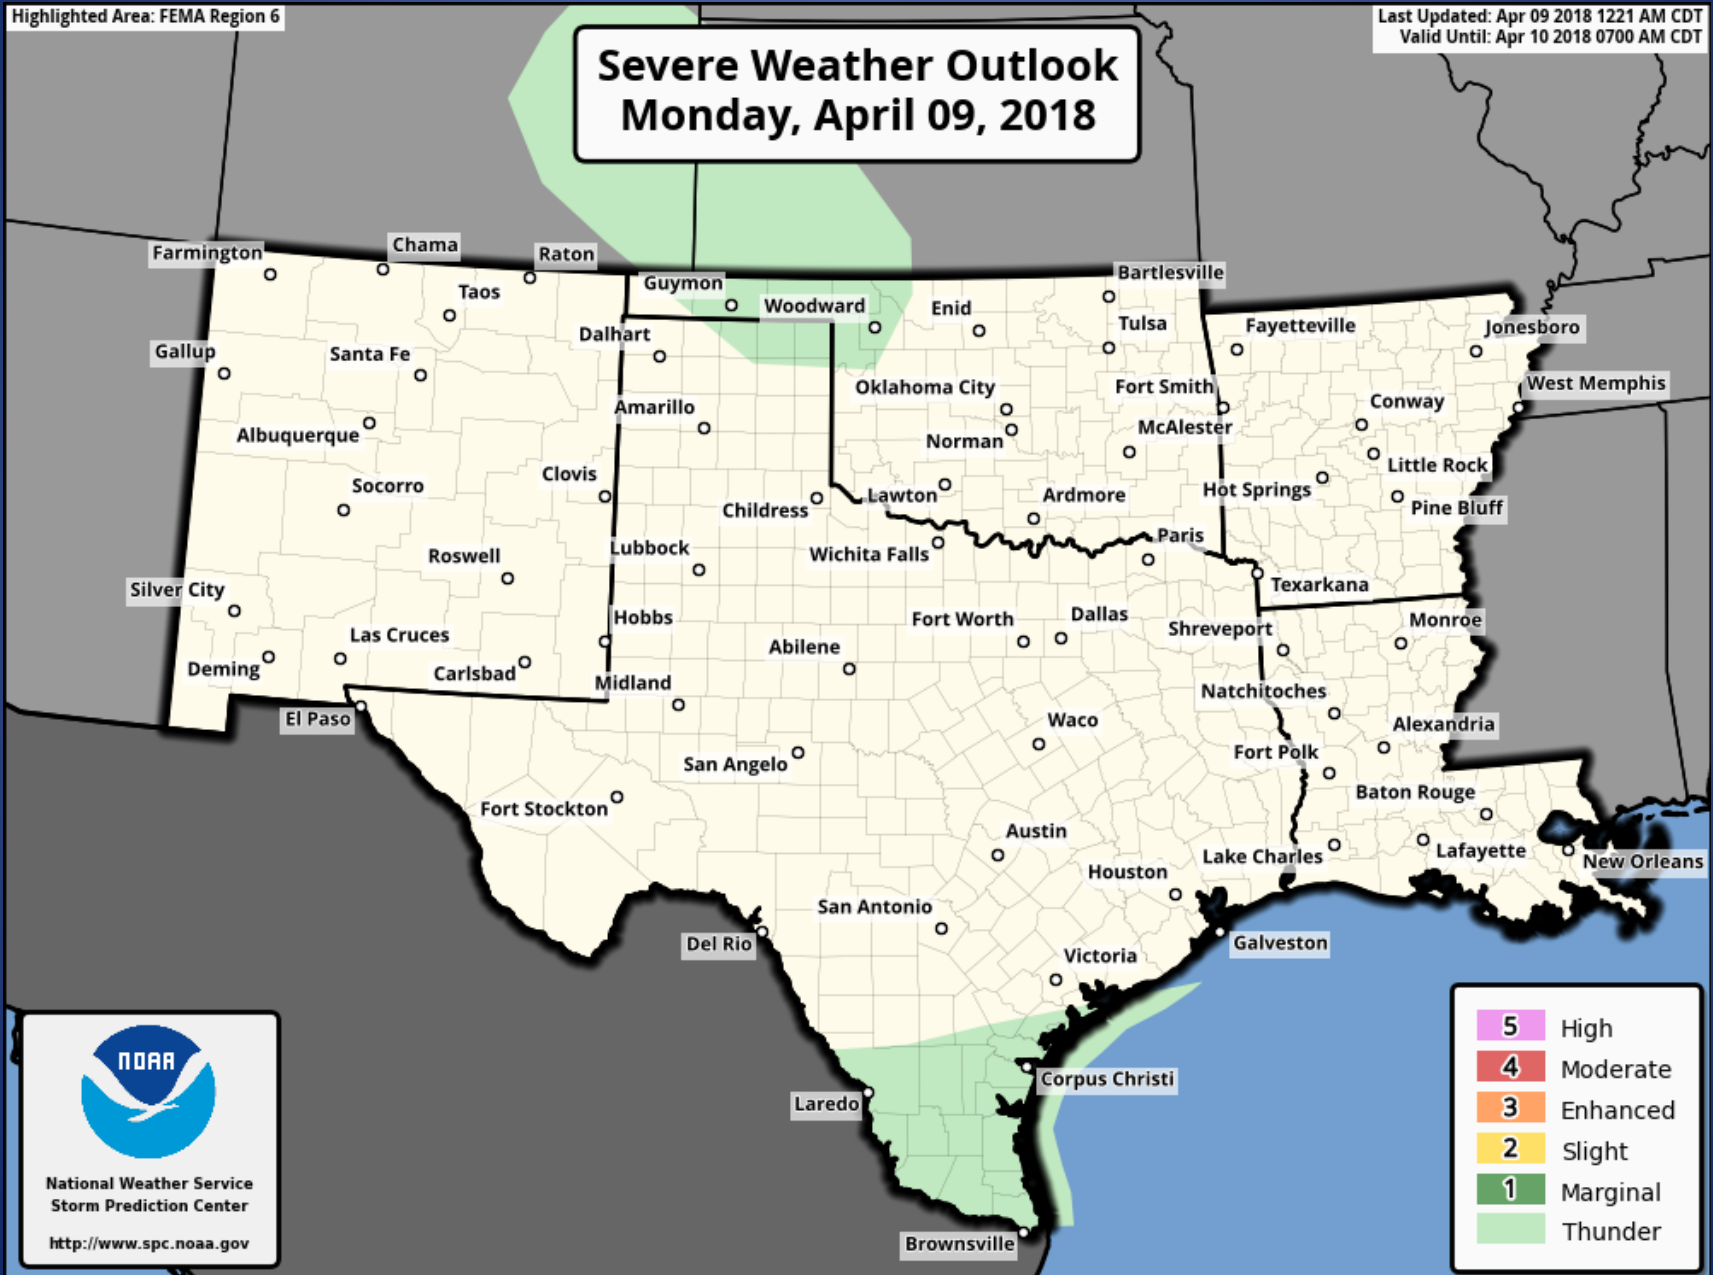 Highlighted Area: FEMA Region 6
Last Updated: Apr 09 2018 1221 AM CDT
Valid Until: Apr 10 2018 0700 AM CDT
Severe Weather Outlook
Monday, April 09, 2018
Farmington
Chama
Raton
Taos
Guymon
Woodward
Enid
Bartlesville
Tulsa
Fayetteville
Jonesboro
Gallup
Santa Fe
Dalhart
Oklahoma City
Fort Smith
West Memphis
Conway
Albuquerque
Amarillo
Norman
McAlester
Little Rock
Socorro
Clovis
Childress
Lawton
Ardmore
Hot Springs
Pine Bluff
Roswell
Lubbock
Wichita Falls
Paris
Texarkana
Silver City
Hobbs
Fort Worth
Dallas
Shreveport
Monroe
Las Cruces
Deming
Carlsbad
Abilene
Midland
Natchitoches
El Paso
Waco
Alexandria
San Angelo
Fort Polk
Fort Stockton
Baton Rouge
Austin
Lake Charles
Lafayette
New Orleans
Houston
San Antonio
Del Rio
Galveston
Victoria
Corpus Christi
Laredo
Brownsville
NOAA
National Weather Service
Storm Prediction Center
http://www.spc.noaa.gov
5 High
4 Moderate
3 Enhanced
2 Slight
1 Marginal
Thunder